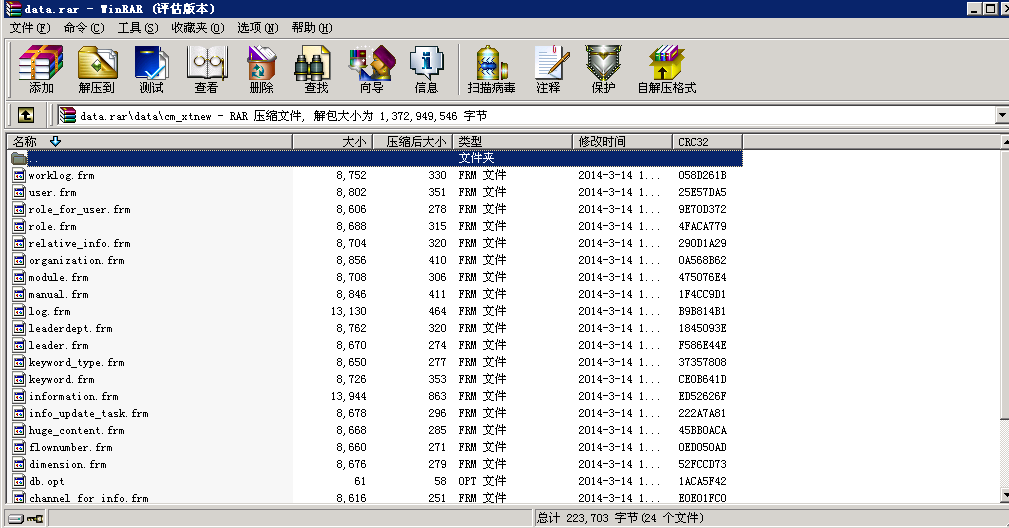 data.rar - WinRAR (评估版本)
文件(F) 命令(C) 工具(S) 收藏夹(O) 选项(N) 帮助(H)
添加 解压到 测试 查看 删除 查找 向导 信息 扫描病毒 注释 保护 自解压格式
data.rar\data\cm_xtnew - RAR 压缩文件, 解包大小为 1,372,949,546 字节
名称 大小 压缩后大小 类型 修改时间 CRC32
.. 文件夹
worklog.frm 8,752 330 FRM 文件 2014-3-14 1... 058D261B
user.frm 8,802 351 FRM 文件 2014-3-14 1... 25E57DA5
role_for_user.frm 8,606 278 FRM 文件 2014-3-14 1... 9E70D372
role.frm 8,688 315 FRM 文件 2014-3-14 1... 4FACA779
relative_info.frm 8,704 320 FRM 文件 2014-3-14 1... 290D1A29
organization.frm 8,856 410 FRM 文件 2014-3-14 1... 0A568B62
module.frm 8,708 306 FRM 文件 2014-3-14 1... 475076E4
manual.frm 8,846 411 FRM 文件 2014-3-14 1... 1F4CC9D1
log.frm 13,130 464 FRM 文件 2014-3-14 1... B9B814B1
leaderdept.frm 8,762 320 FRM 文件 2014-3-14 1... 1845093E
leader.frm 8,670 274 FRM 文件 2014-3-14 1... F586E44E
keyword_type.frm 8,650 277 FRM 文件 2014-3-14 1... 37357808
keyword.frm 8,726 353 FRM 文件 2014-3-14 1... CE0B641D
information.frm 13,944 863 FRM 文件 2014-3-14 1... ED52626F
info_update_task.frm 8,678 296 FRM 文件 2014-3-14 1... 222A7A81
huge_content.frm 8,668 285 FRM 文件 2014-3-14 1... 45BB0ACA
flownumber.frm 8,660 271 FRM 文件 2014-3-14 1... 0ED050AD
dimension.frm 8,676 279 FRM 文件 2014-3-14 1... 52FCCD73
db.opt 61 58 OPT 文件 2014-3-14 1... 1ACA5F42
channel_for_info.frm 8,616 251 FRM 文件 2014-3-14 1... E0E01FC0
总计 223,703 字节(24 个文件)